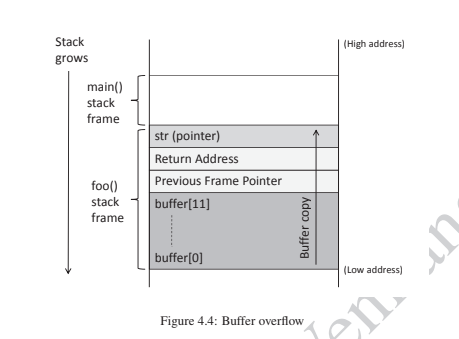 Stack
grows
(High address)
main()
stack
frame
str (pointer)
Return Address
Previous Frame Pointer
foo()
stack
frame
buffer[11]
Buffer copy
buffer[0]
(Low address)
Figure 4.4: Buffer overflow